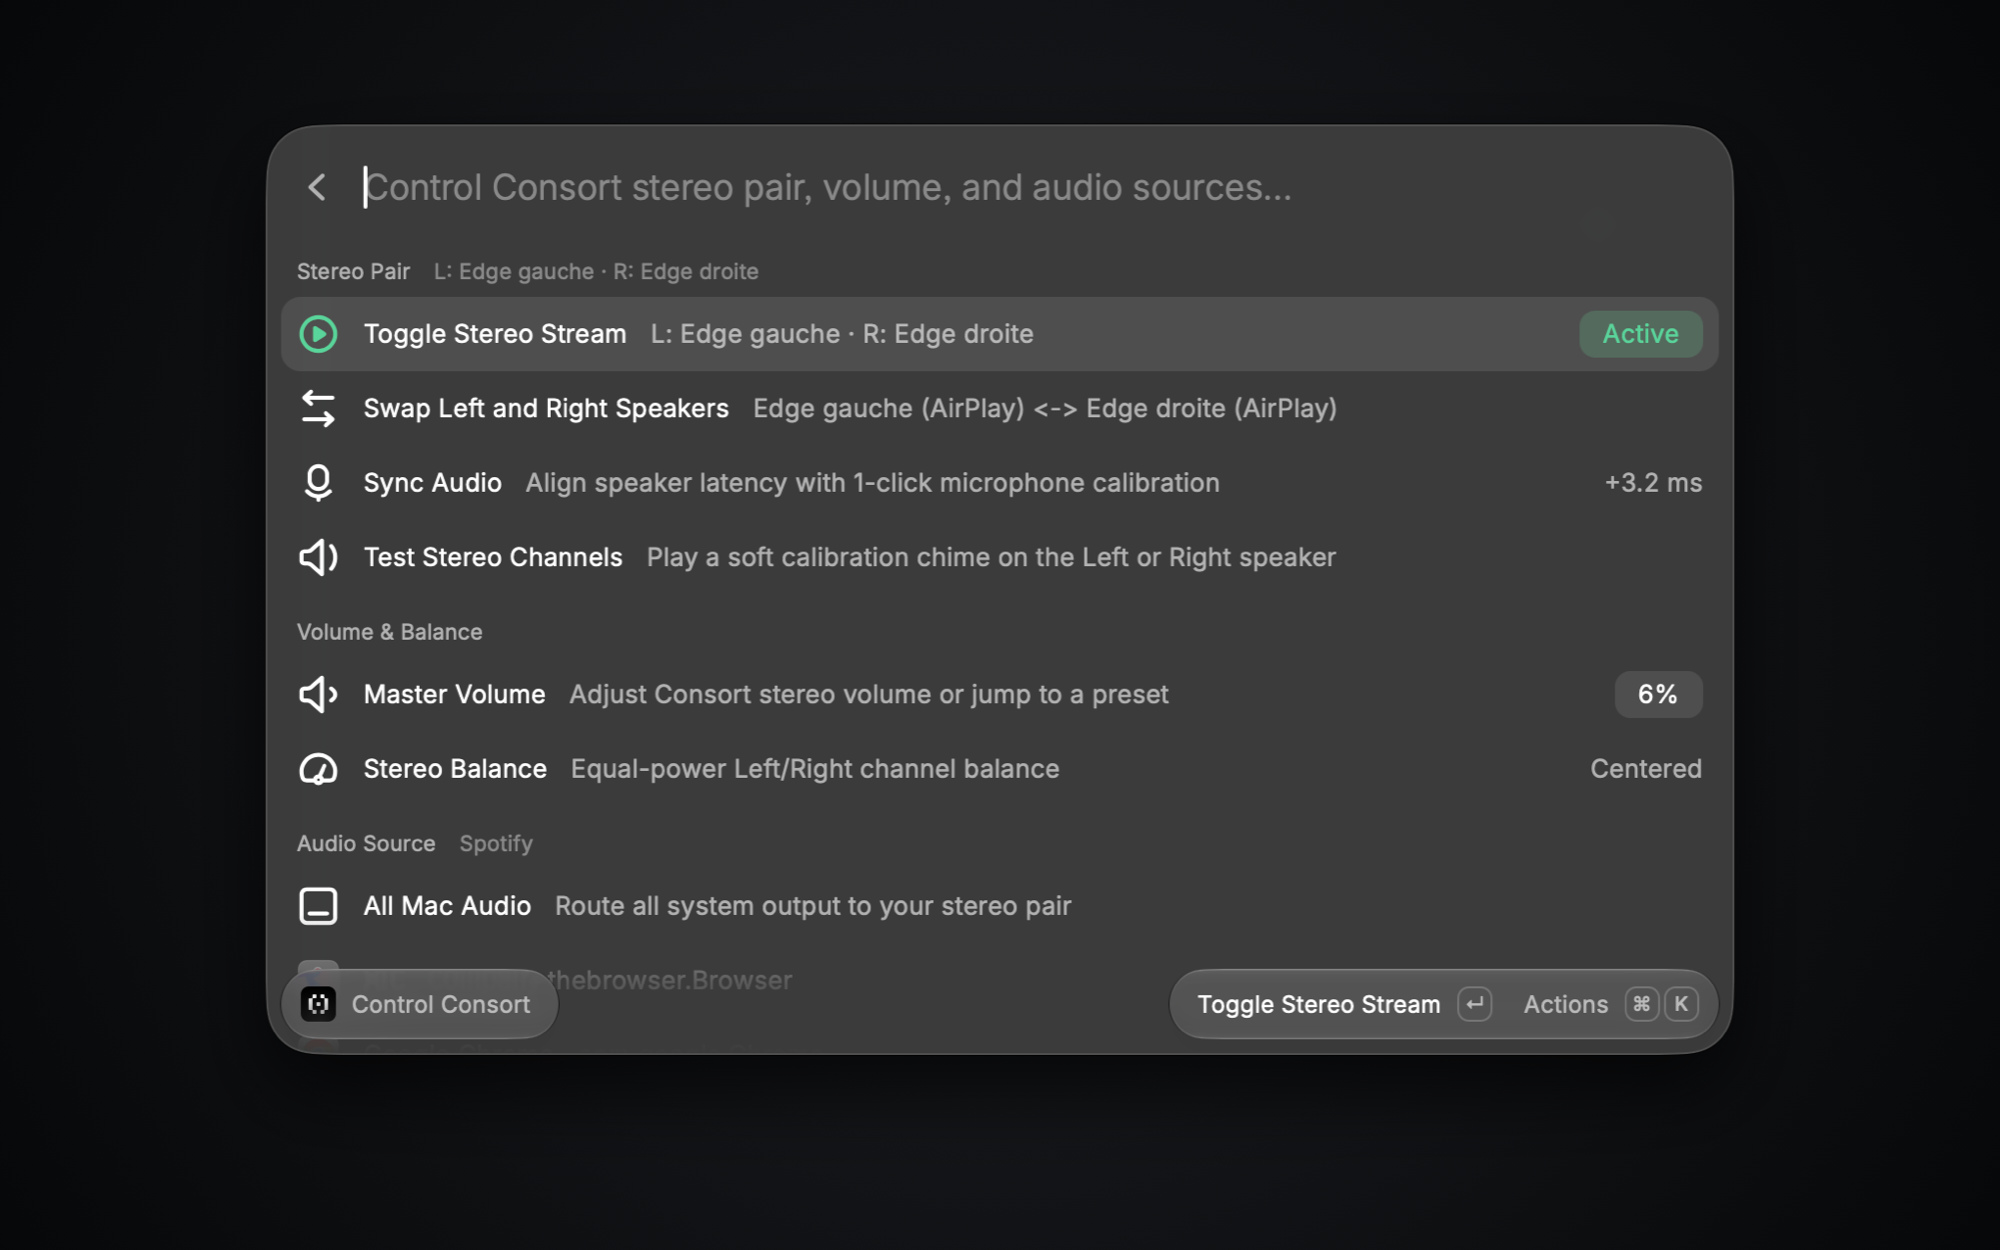 Control Consort stereo pair, volume, and audio sources...
Stereo Pair L: Edge gauche · R: Edge droite
Toggle Stereo Stream L: Edge gauche · R: Edge droite Active
Swap Left and Right Speakers Edge gauche (AirPlay) <-> Edge droite (AirPlay)
Sync Audio Align speaker latency with 1-click microphone calibration +3.2 ms
Test Stereo Channels Play a soft calibration chime on the Left or Right speaker
Volume & Balance
Master Volume Adjust Consort stereo volume or jump to a preset 6%
Stereo Balance Equal-power Left/Right channel balance Centered
Audio Source Spotify
All Mac Audio Route all system output to your stereo pair
thebrowser.Browser
Control Consort Toggle Stereo Stream ↵ Actions ⌘ K